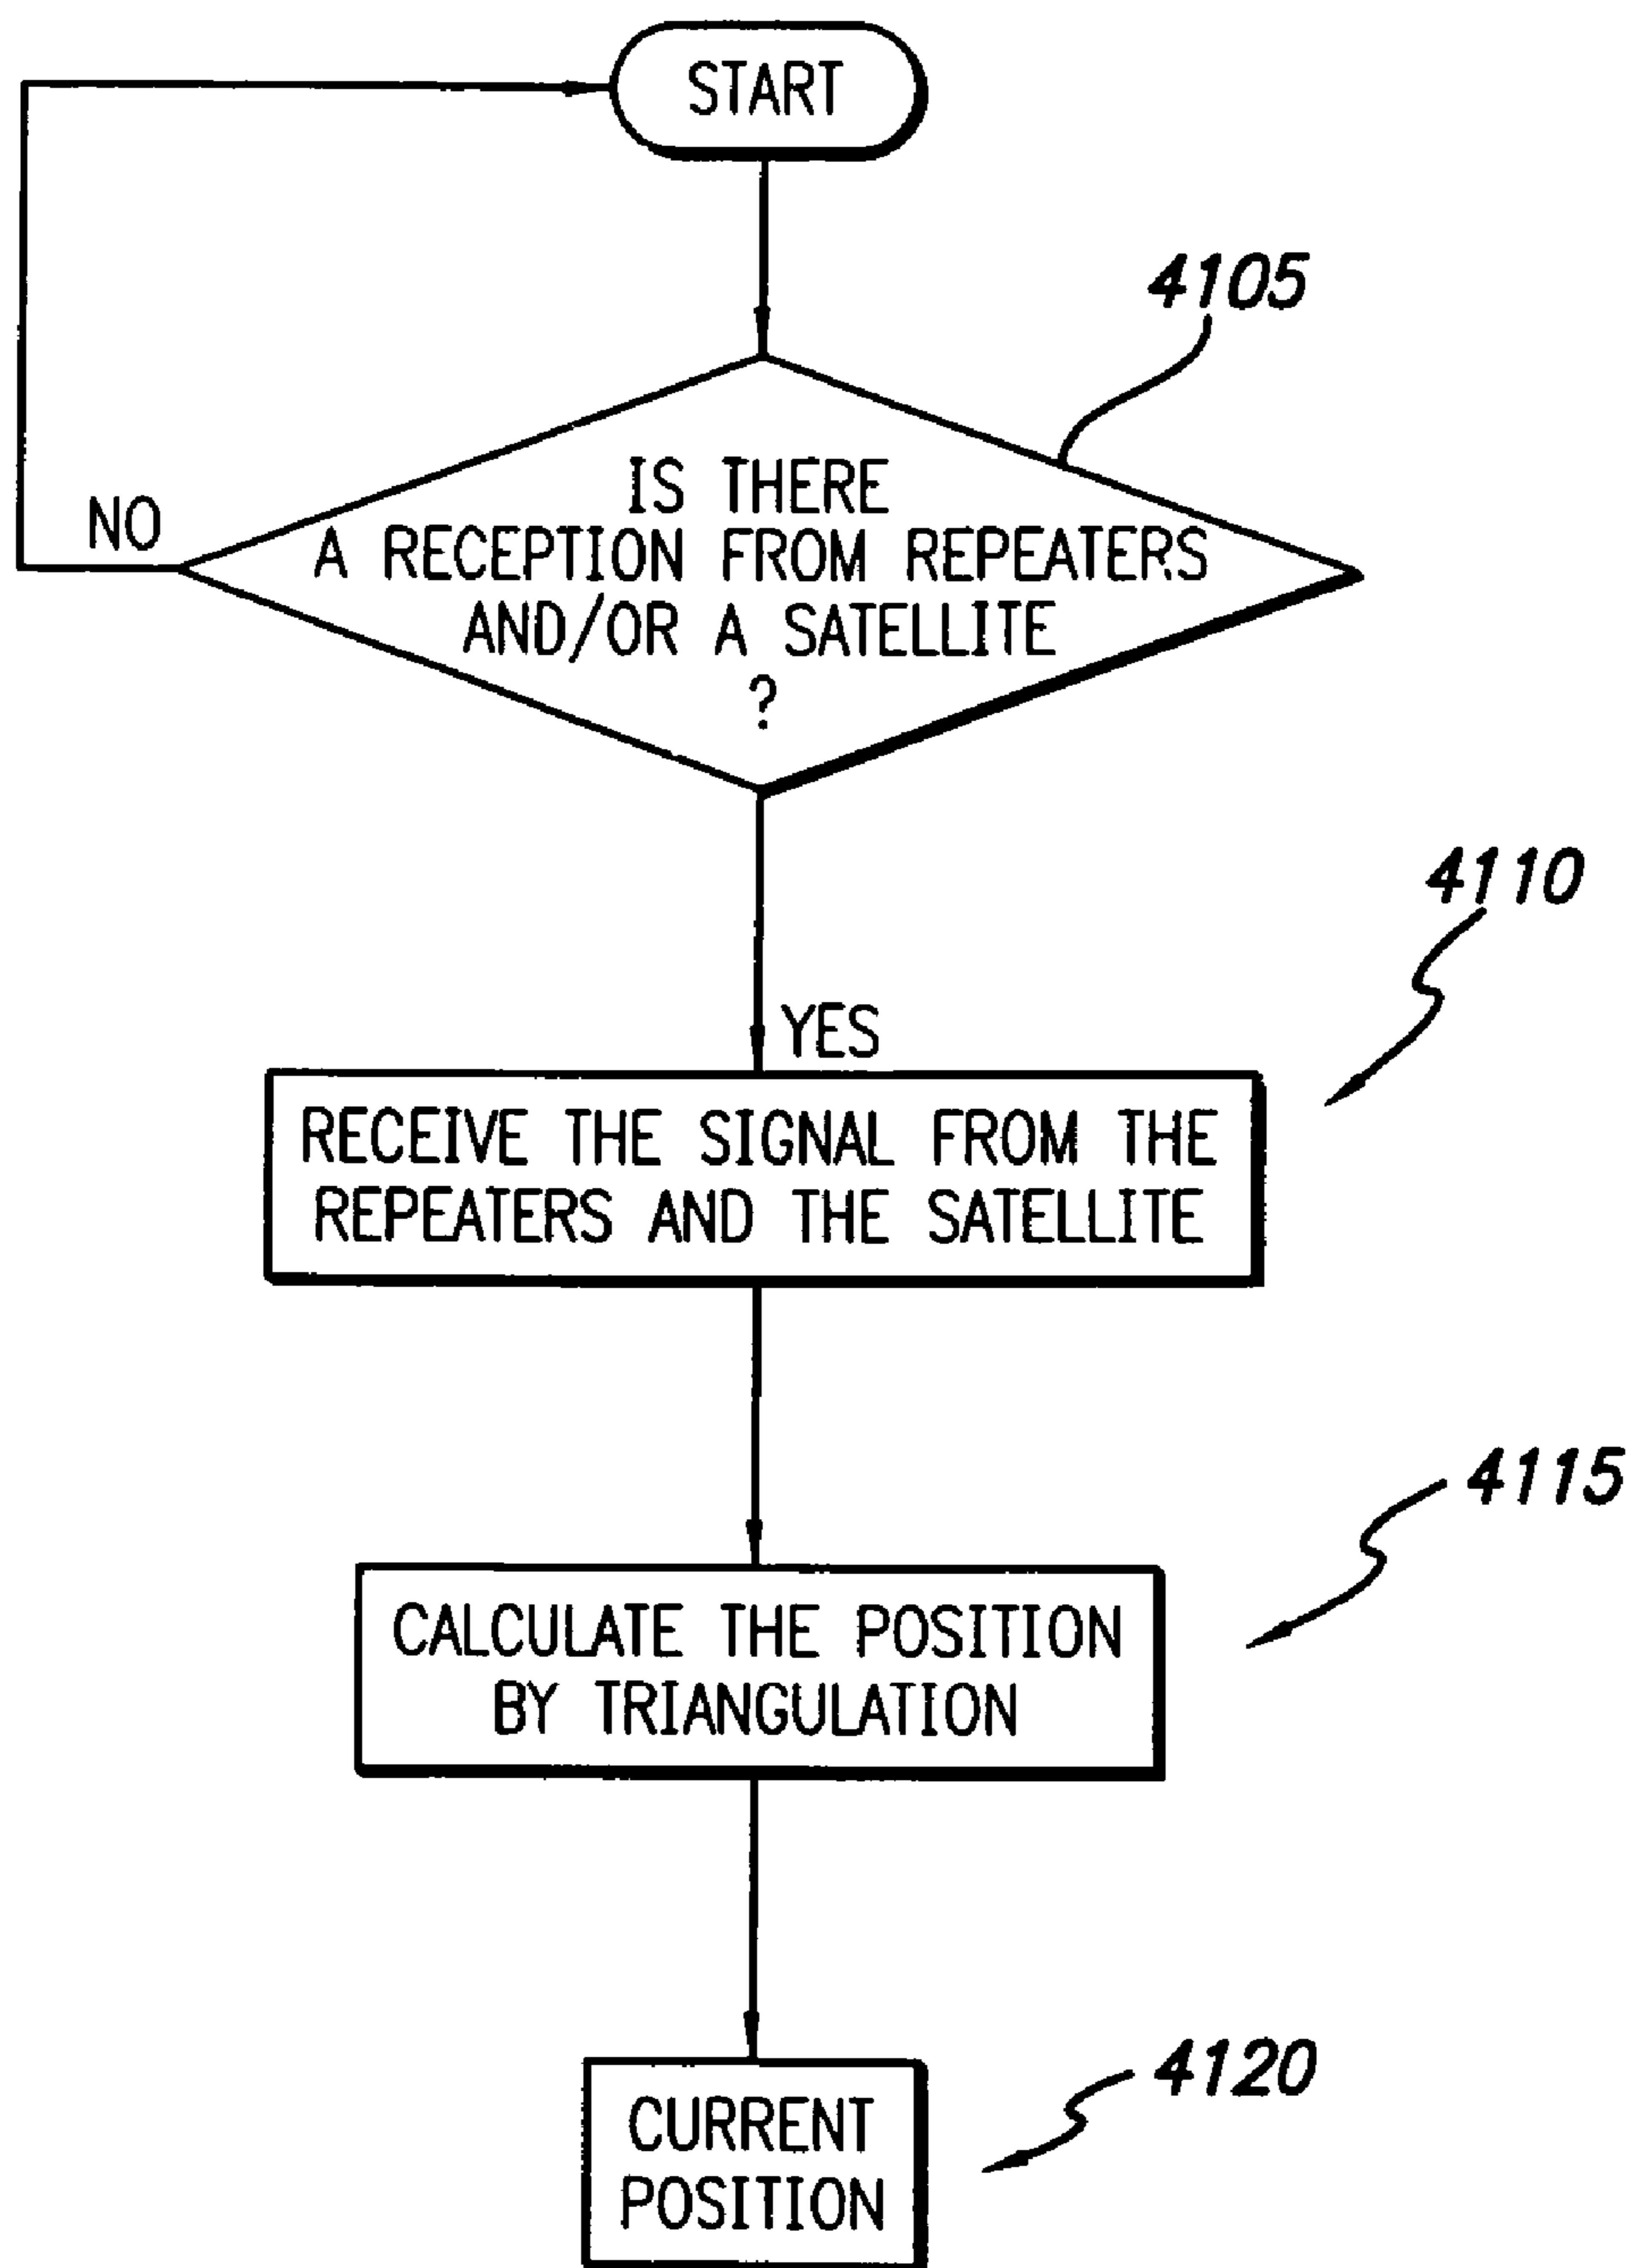 START
4105
IS THERE
A RECEPTION FROM REPEATERS
AND/OR A SATELLITE
?
NO
4110
YES
RECEIVE THE SIGNAL FROM THE
REPEATERS AND THE SATELLITE
4115
CALCULATE THE POSITION
BY TRIANGULATION
4120
CURRENT
POSITION